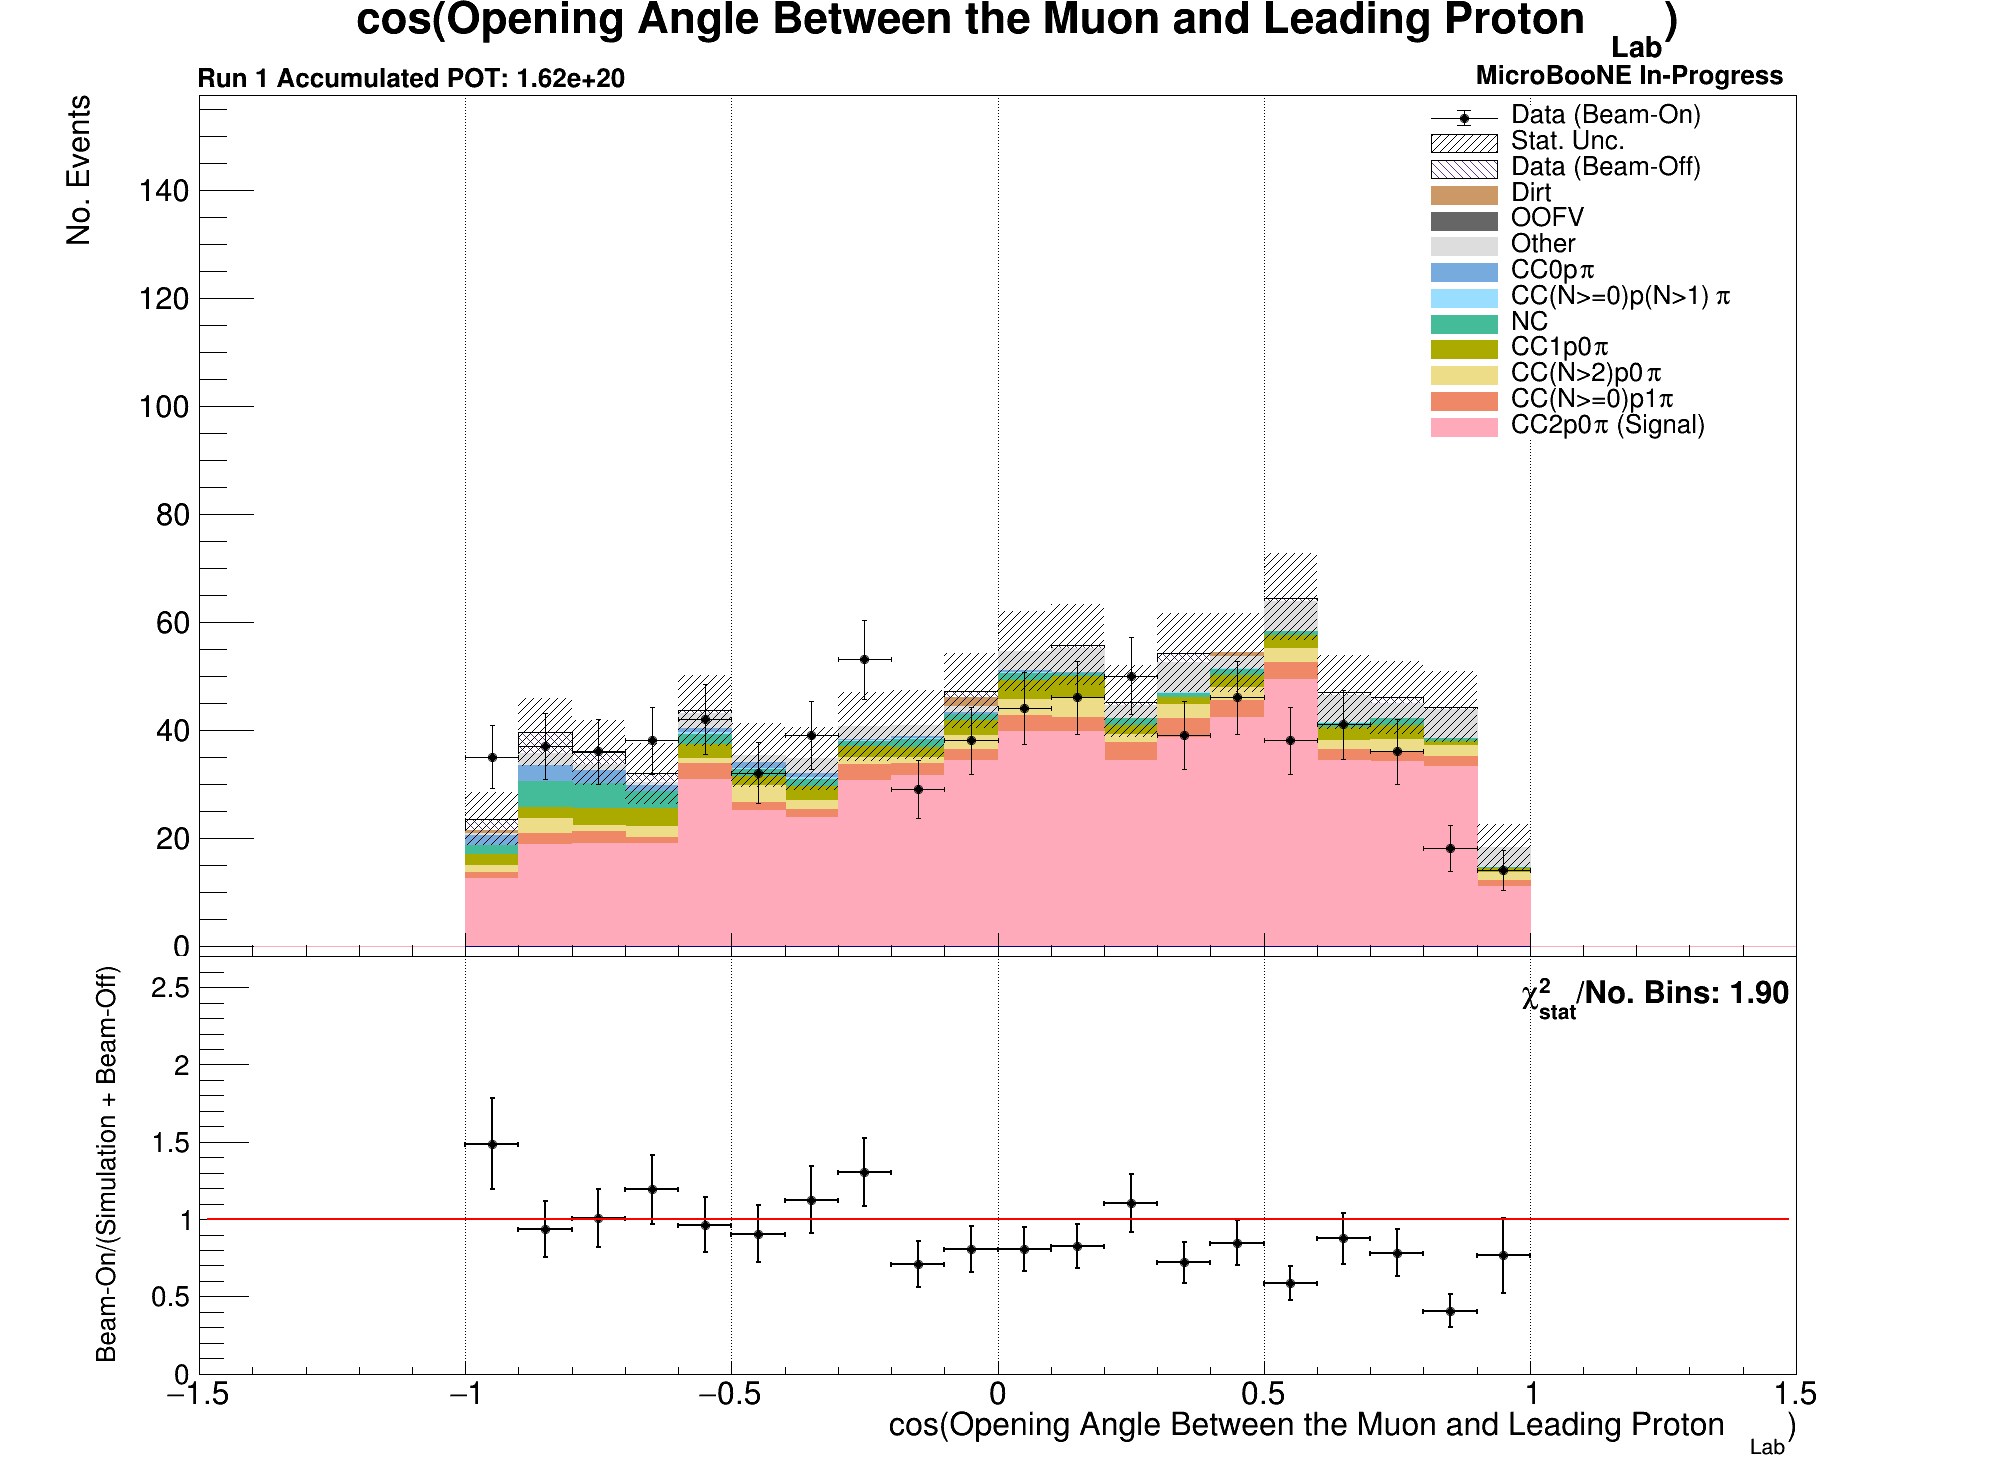 cos(Opening Angle Between the Muon and Leading Proton Lab)
Run 1 Accumulated POT: 1.62e+20
MicroBooNE In-Progress
No. Events
140
120
100
80
60
40
20
0
Data (Beam-On)
Stat. Unc.
Data (Beam-Off)
Dirt
OOFV
Other
CC0pπ
CC(N>=0)p(N>1) π
NC
CC1p0π
CC(N>2)p0π
CC(N>=0)p1π
CC2p0π (Signal)
Beam-On/(Simulation + Beam-Off)
2.5
2
1.5
1
0.5
0
χ²stat/No. Bins: 1.90
−1.5 −1 −0.5 0 0.5 1 1.5
cos(Opening Angle Between the Muon and Leading Proton Lab)